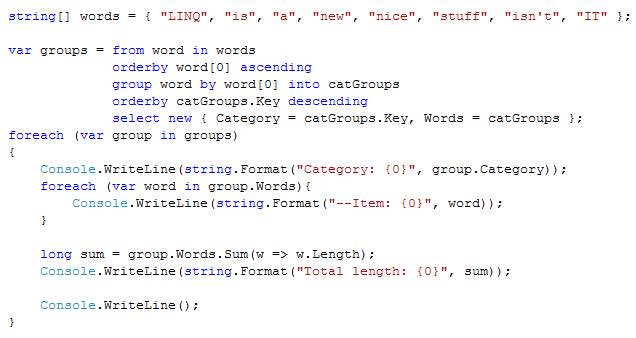 string[] words = { "LINQ", "is", "a", "new", "nice", "stuff", "isn't", "IT" };

var groups = from word in words
             orderby word[0] ascending
             group word by word[0] into catGroups
             orderby catGroups.Key descending
             select new { Category = catGroups.Key, Words = catGroups };
foreach (var group in groups)
{
    Console.WriteLine(string.Format("Category: {0}", group.Category));
    foreach (var word in group.Words){
        Console.WriteLine(string.Format("--Item: {0}", word));
    }

    long sum = group.Words.Sum(w => w.Length);
    Console.WriteLine(string.Format("Total length: {0}", sum));

    Console.WriteLine();
}